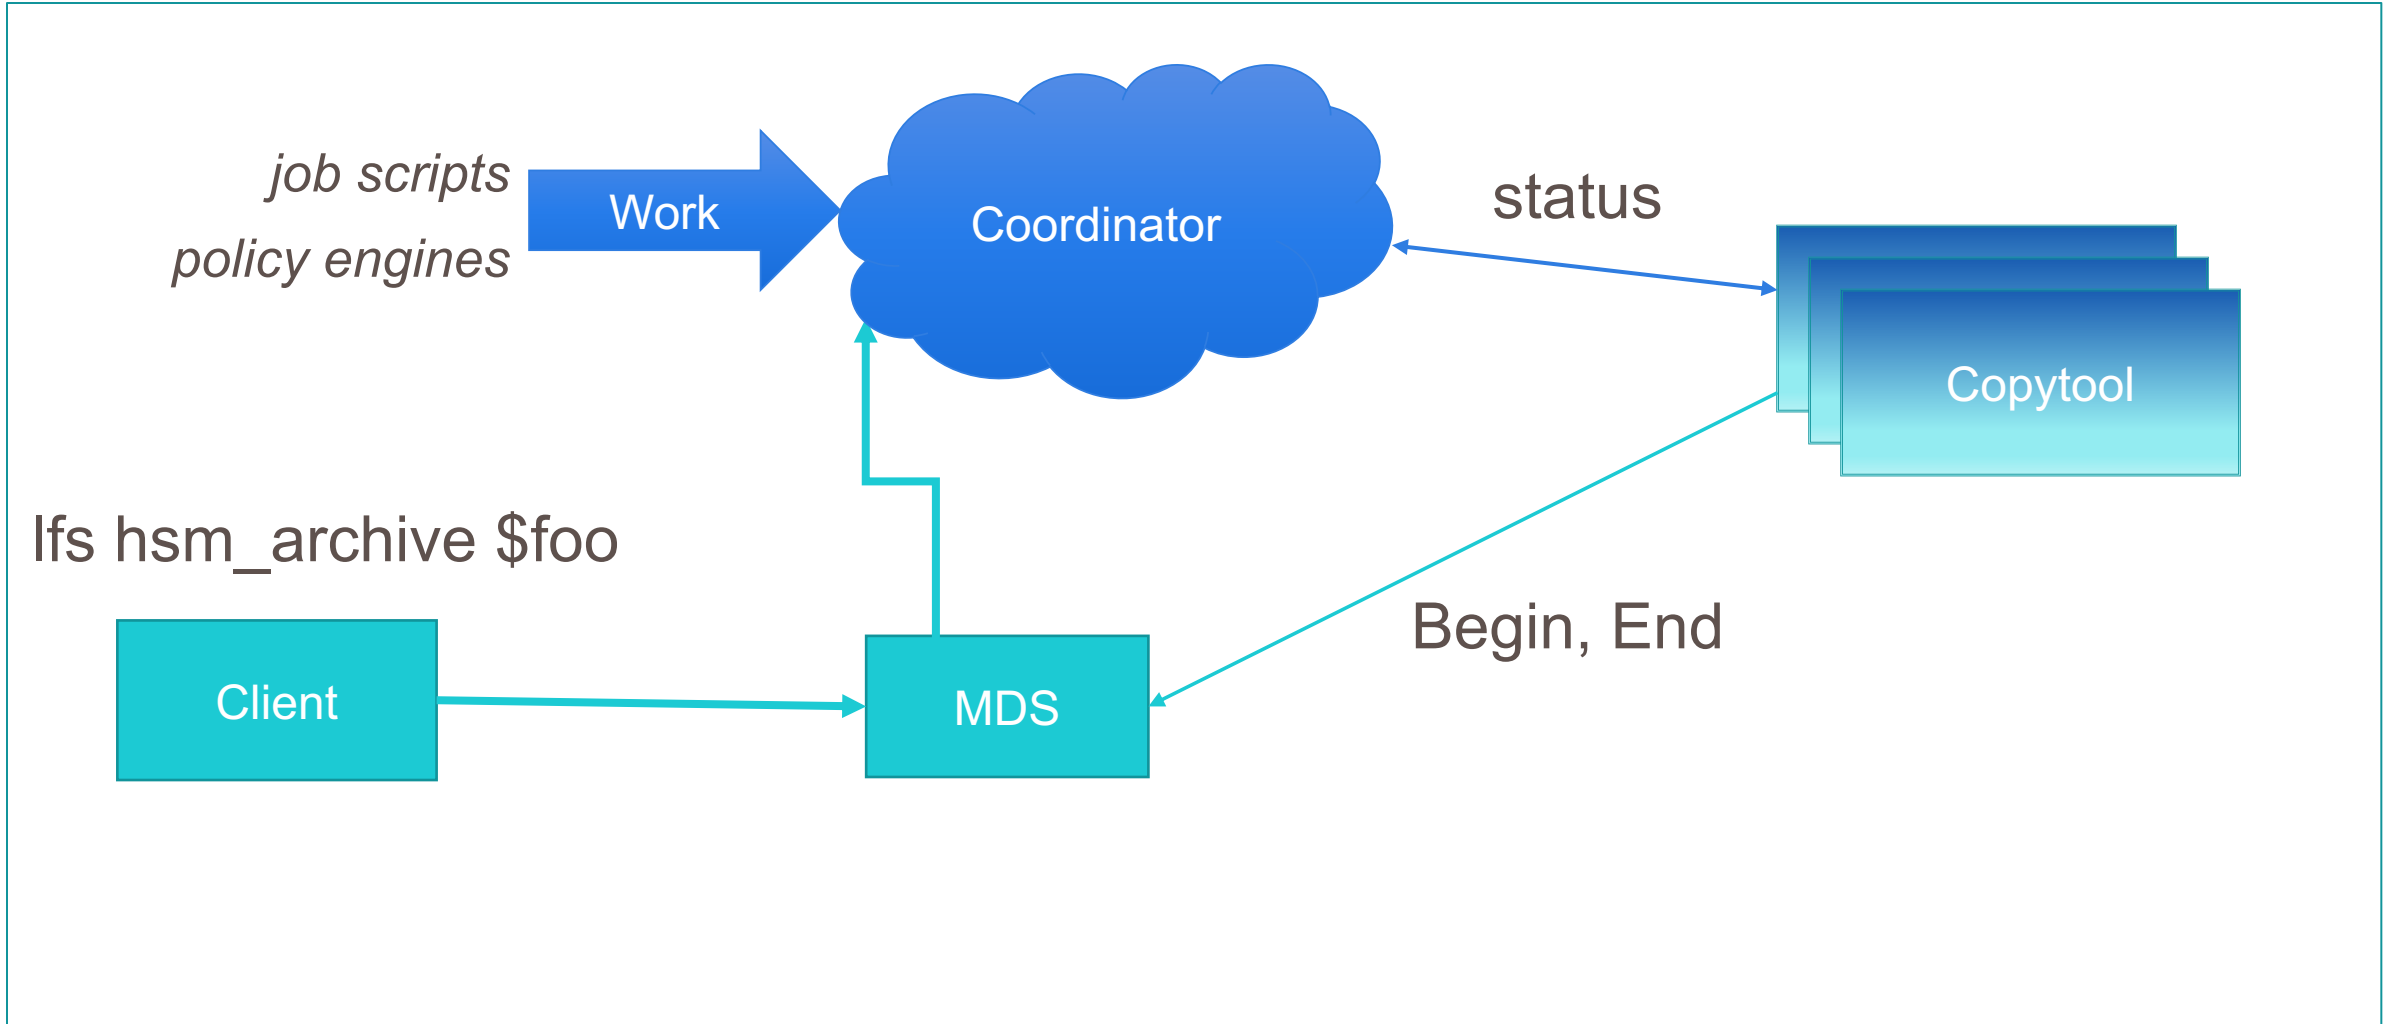 job scripts
policy engines
Work
Coordinator
status
Copytool
lfs hsm_archive $foo
Begin, End
Client
MDS